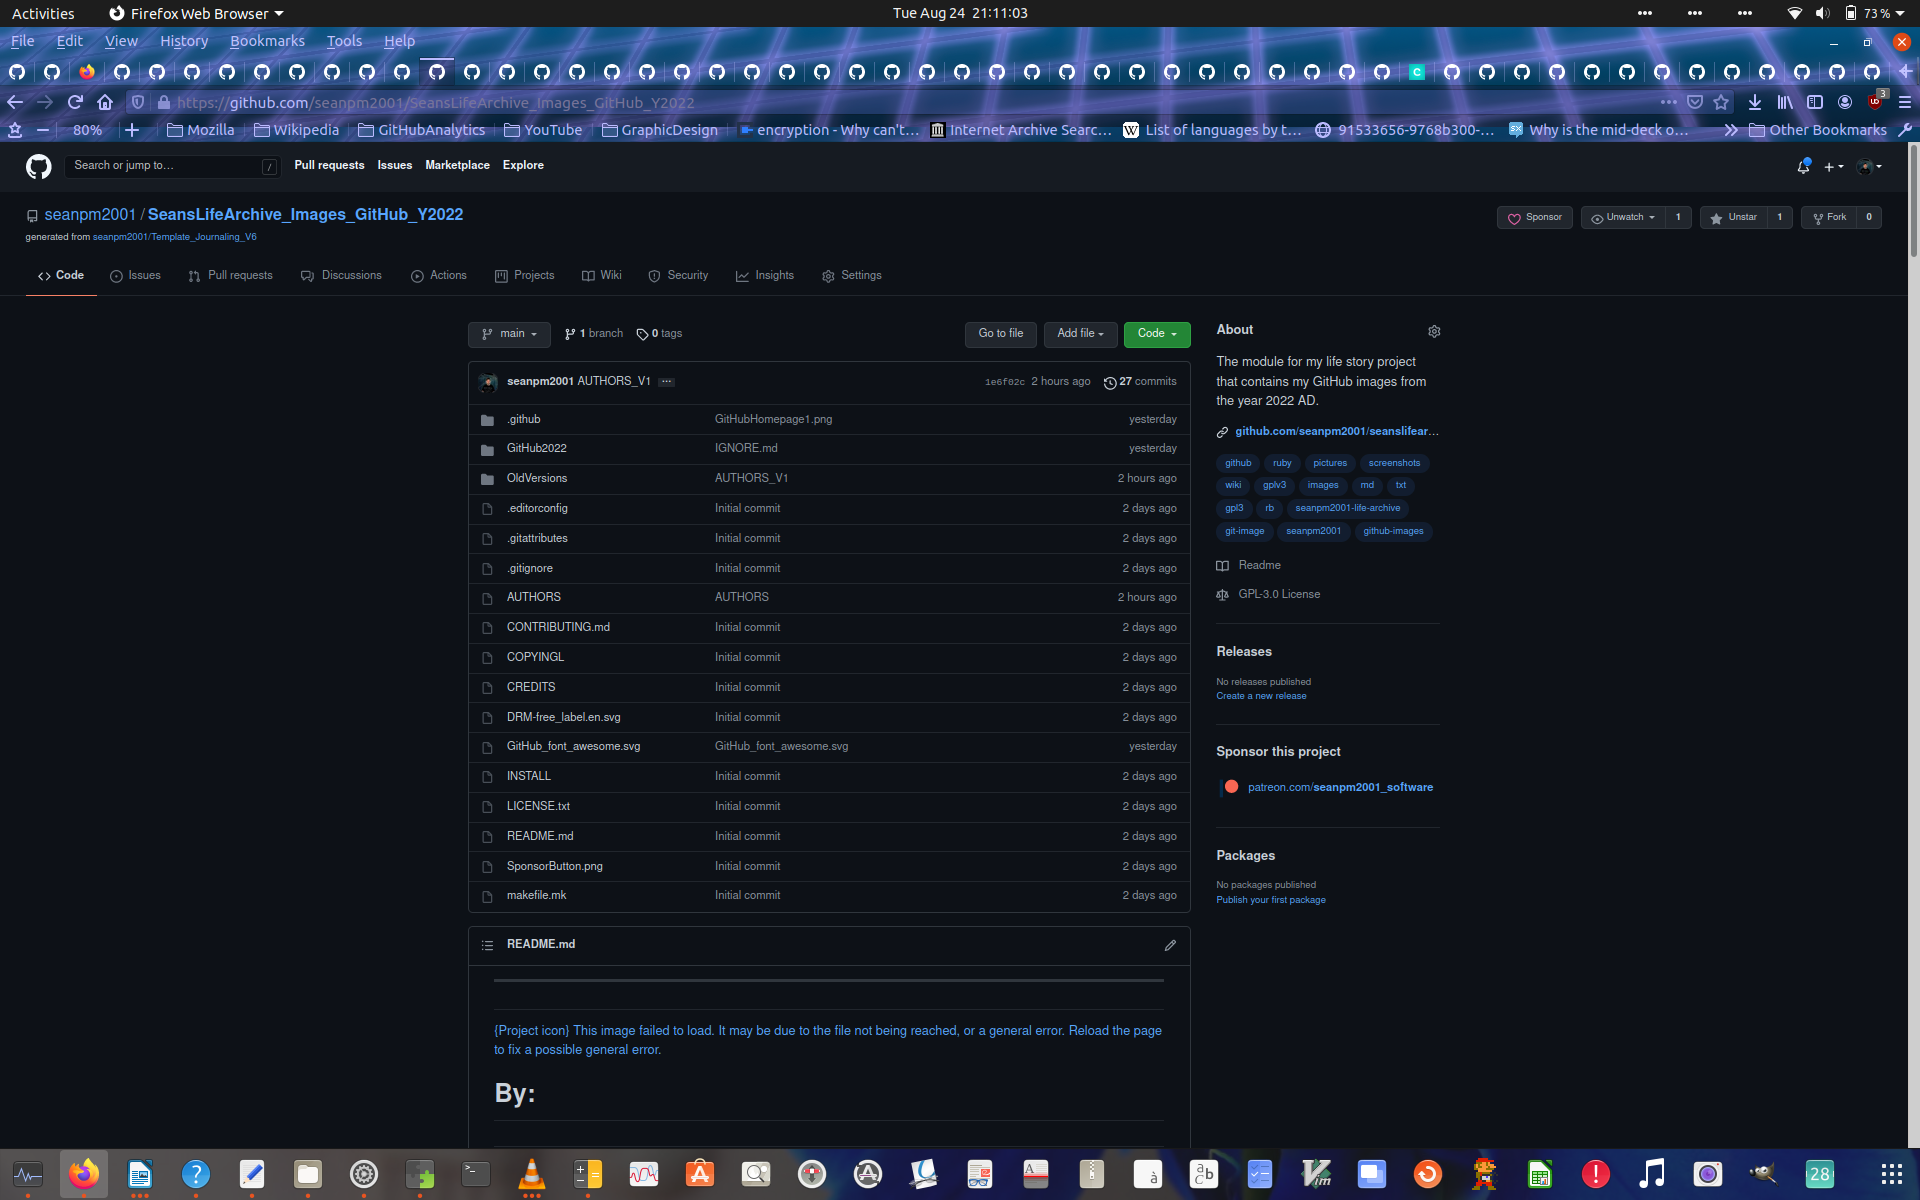 Activities
Firefox Web Browser
Tue Aug 24 21:11:03
73 %
File Edit View History Bookmarks Tools Help
https://github.com/seanpm2001/SeansLifeArchive_Images_GitHub_Y2022
3
80%
Mozilla
Wikipedia
GitHubAnalytics
YouTube
GraphicDesign
encryption - Why can't…
Internet Archive Searc…
List of languages by t…
91533656-9768b300-…
Why is the mid-deck o…
Other Bookmarks
Search or jump to…
/
Pull requests Issues Marketplace Explore
seanpm2001 / SeansLifeArchive_Images_GitHub_Y2022
generated from seanpm2001/Template_Journaling_V6
Sponsor
Unwatch 1
Unstar 1
Fork 0
Code Issues Pull requests Discussions Actions Projects Wiki Security Insights Settings
main
1 branch
0 tags
Go to file
Add file
Code
seanpm2001 AUTHORS_V1 ...
1e6f02c 2 hours ago 27 commits
.github GitHubHomepage1.png yesterday
GitHub2022 IGNORE.md yesterday
OldVersions AUTHORS_V1 2 hours ago
.editorconfig Initial commit 2 days ago
.gitattributes Initial commit 2 days ago
.gitignore Initial commit 2 days ago
AUTHORS AUTHORS 2 hours ago
CONTRIBUTING.md Initial commit 2 days ago
COPYINGL Initial commit 2 days ago
CREDITS Initial commit 2 days ago
DRM-free_label.en.svg Initial commit 2 days ago
GitHub_font_awesome.svg GitHub_font_awesome.svg yesterday
INSTALL Initial commit 2 days ago
LICENSE.txt Initial commit 2 days ago
README.md Initial commit 2 days ago
SponsorButton.png Initial commit 2 days ago
makefile.mk Initial commit 2 days ago
README.md
{Project icon} This image failed to load. It may be due to the file not being reached, or a general error. Reload the page
to fix a possible general error.
By:
About
The module for my life story project
that contains my GitHub images from
the year 2022 AD.
github.com/seanpm2001/seanslifear…
github ruby pictures screenshots
wiki gplv3 images md txt
gpl3 rb seanpm2001-life-archive
git-image seanpm2001 github-images
Readme
GPL-3.0 License
Releases
No releases published
Create a new release
Sponsor this project
patreon.com/seanpm2001_software
Packages
No packages published
Publish your first package
28